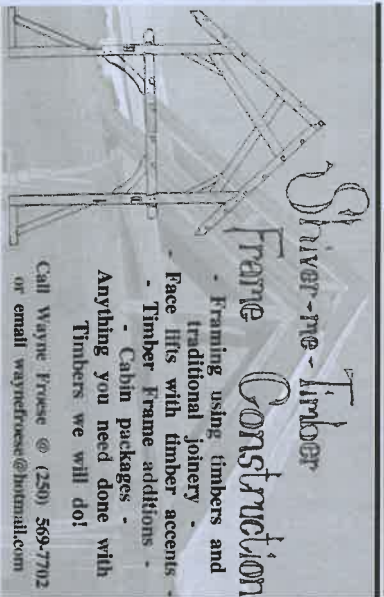 Shiver-me-Timber
Frame Construction
- Framing using timbers and
traditional joinery -
Face lifts with timber accents -
- Timber Frame additions -
- Cabin packages -
Anything you need done with
Timbers we will do!
Call Wayne Froese @ (250) 569-7702
or email waynefroese@hotmail.com